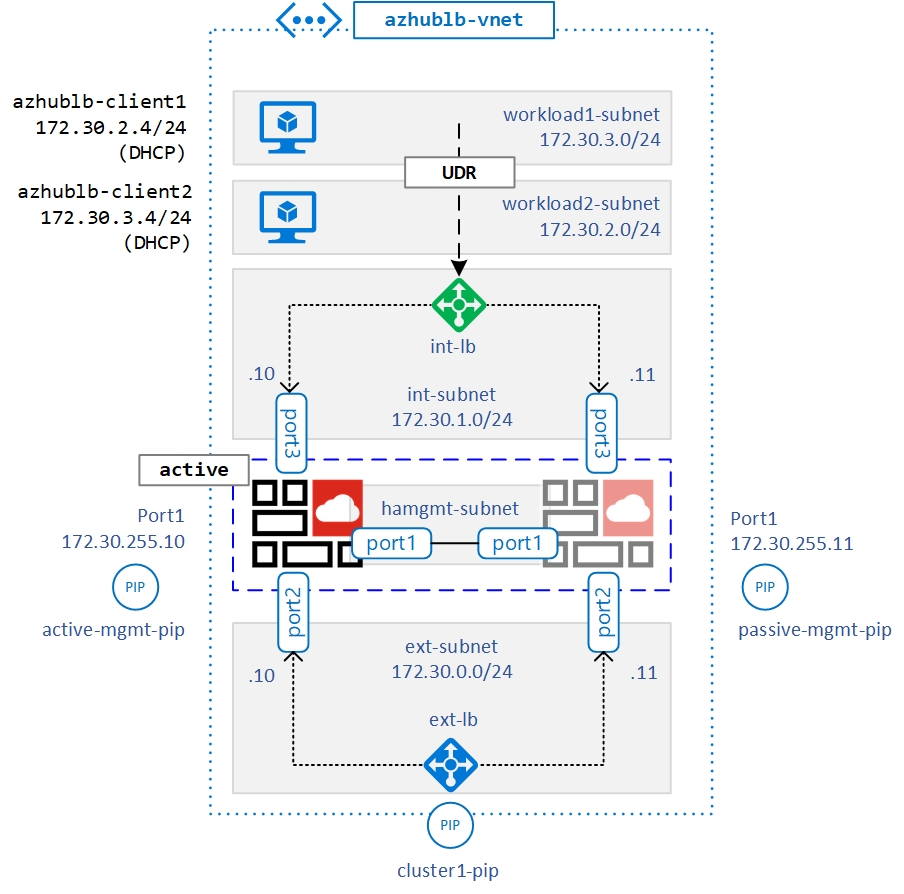 azhublb-vnet
azhublb-client1
172.30.2.4/24
(DHCP)
workload1-subnet
172.30.3.0/24
UDR
azhublb-client2
172.30.3.4/24
(DHCP)
workload2-subnet
172.30.2.0/24
int-lb
.10
.11
int-subnet
172.30.1.0/24
port3
port3
active
hamgmt-subnet
port1
port1
Port1
172.30.255.10
PIP
active-mgmt-pip
Port1
172.30.255.11
PIP
passive-mgmt-pip
port2
port2
ext-subnet
172.30.0.0/24
.10
.11
ext-lb
PIP
cluster1-pip